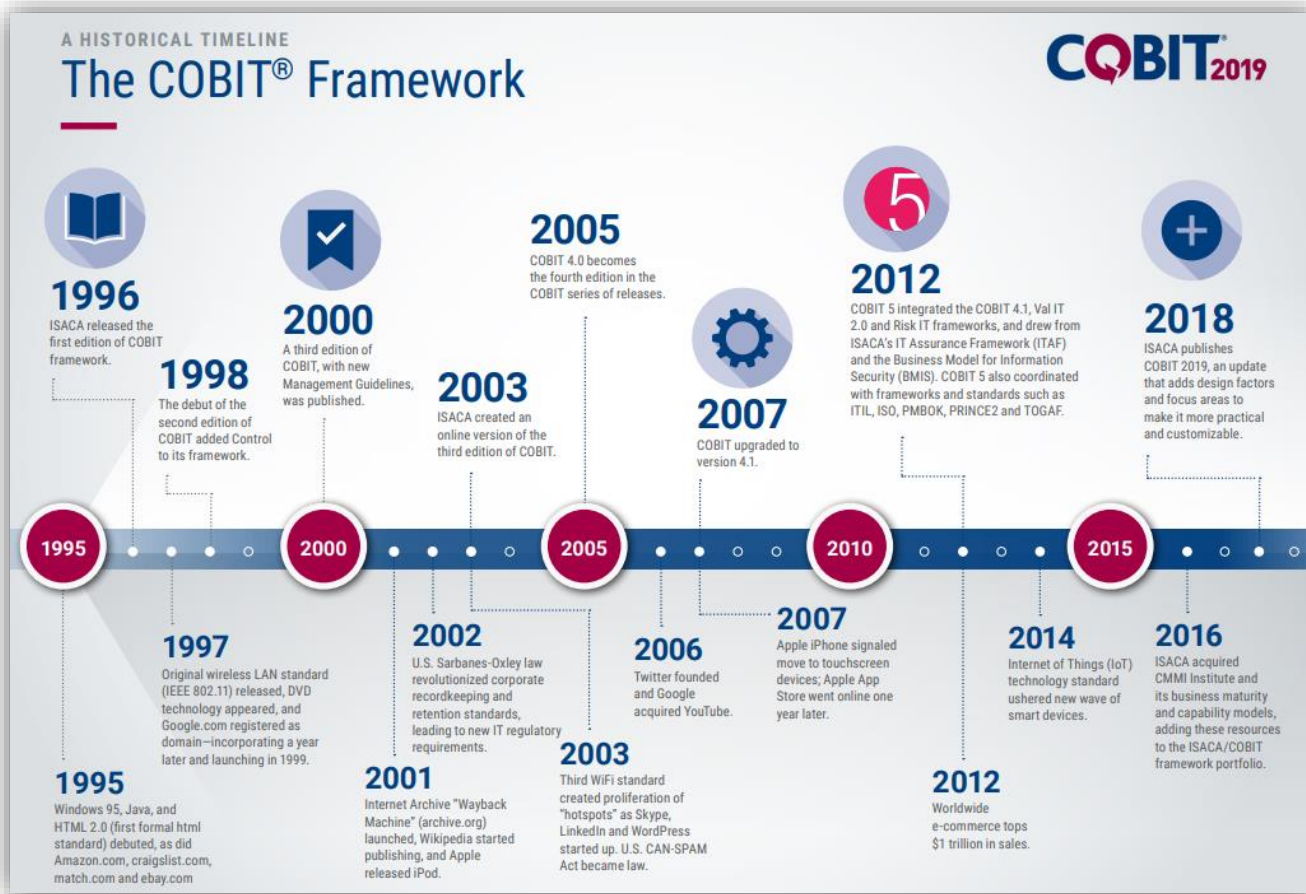 A HISTORICAL TIMELINE
The COBIT® Framework
COBIT® 2019
5
1996
ISACA released the
first edition of COBIT
framework.
1998
The debut of the
second edition of
COBIT added Control
to its framework.
2000
A third edition of
COBIT, with new
Management Guidelines,
was published.
2003
ISACA created an
online version of the
third edition of COBIT.
2005
COBIT 4.0 becomes
the fourth edition in the
COBIT series of releases.
2007
COBIT upgraded to
version 4.1.
2012
COBIT 5 integrated the COBIT 4.1, Val IT
2.0 and Risk IT frameworks, and drew from
ISACA's IT Assurance Framework (ITAF)
and the Business Model for Information
Security (BMIS). COBIT 5 also coordinated
with frameworks and standards such as
ITIL, ISO, PMBOK, PRINCE2 and TOGAF.
2018
ISACA publishes
COBIT 2019, an update
that adds design factors
and focus areas to
make it more practical
and customizable.
1995
2000
2005
2010
2015
1995
Windows 95, Java, and
HTML 2.0 (first formal html
standard) debuted, as did
Amazon.com, craigslist.com,
match.com and ebay.com
1997
Original wireless LAN standard
(IEEE 802.11) released, DVD
technology appeared, and
Google.com registered as
domain—incorporating a year
later and launching in 1999.
2001
Internet Archive "Wayback
Machine" (archive.org)
launched, Wikipedia started
publishing, and Apple
released iPod.
2002
U.S. Sarbanes-Oxley law
revolutionized corporate
recordkeeping and
retention standards,
leading to new IT regulatory
requirements.
2003
Third WiFi standard
created proliferation of
"hotspots" as Skype,
LinkedIn and WordPress
started up. U.S. CAN-SPAM
Act became law.
2006
Twitter founded
and Google
acquired YouTube.
2007
Apple iPhone signaled
move to touchscreen
devices; Apple App
Store went online one
year later.
2012
Worldwide
e-commerce tops
$1 trillion in sales.
2014
Internet of Things (IoT)
technology standard
ushered new wave of
smart devices.
2016
ISACA acquired
CMMI Institute and
its business maturity
and capability models,
adding these resources
to the ISACA/COBIT
framework portfolio.